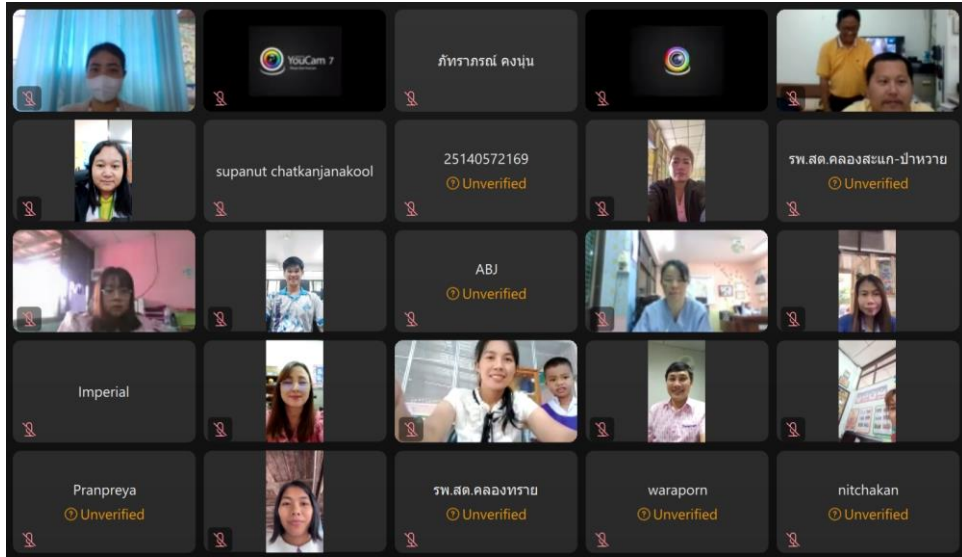 YouCam 7
ภัทราภรณ์ คงนุ่น
supanut chatkanjanakool
25140572169
Unverified
รพ.สต.คลองสะแก-ป่าหวาย
Unverified
ABJ
Unverified
Imperial
Pranpreya
Unverified
รพ.สต.คลองทราย
Unverified
waraporn
Unverified
nitchakan
Unverified